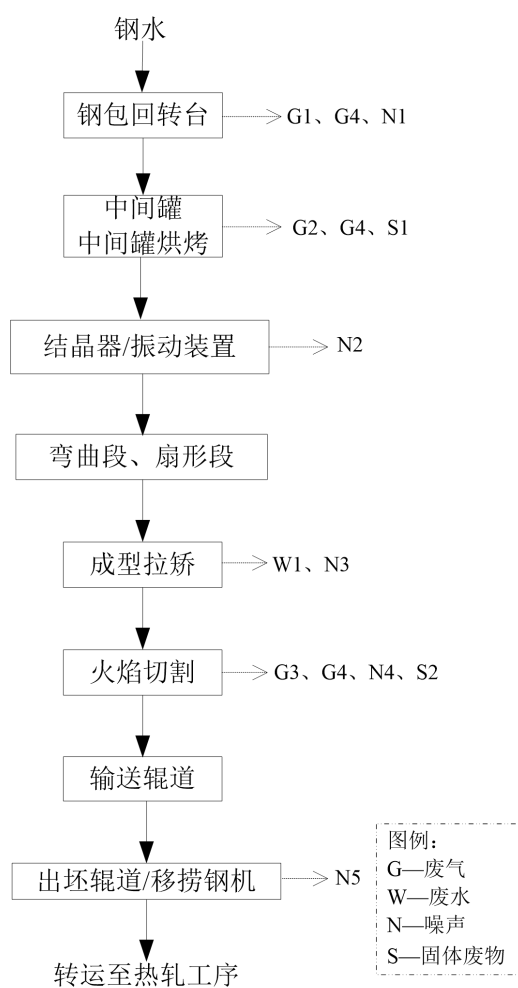 钢水
钢包回转台
G1、G4、N1
中间罐
中间罐烘烤
G2、G4、S1
结晶器/振动装置
N2
弯曲段、扇形段
成型拉矫
W1、N3
火焰切割
G3、G4、N4、S2
输送辊道
出坯辊道/移捞钢机
N5
转运至热轧工序
图例：
G—废气
W—废水
N—噪声
S—固体废物